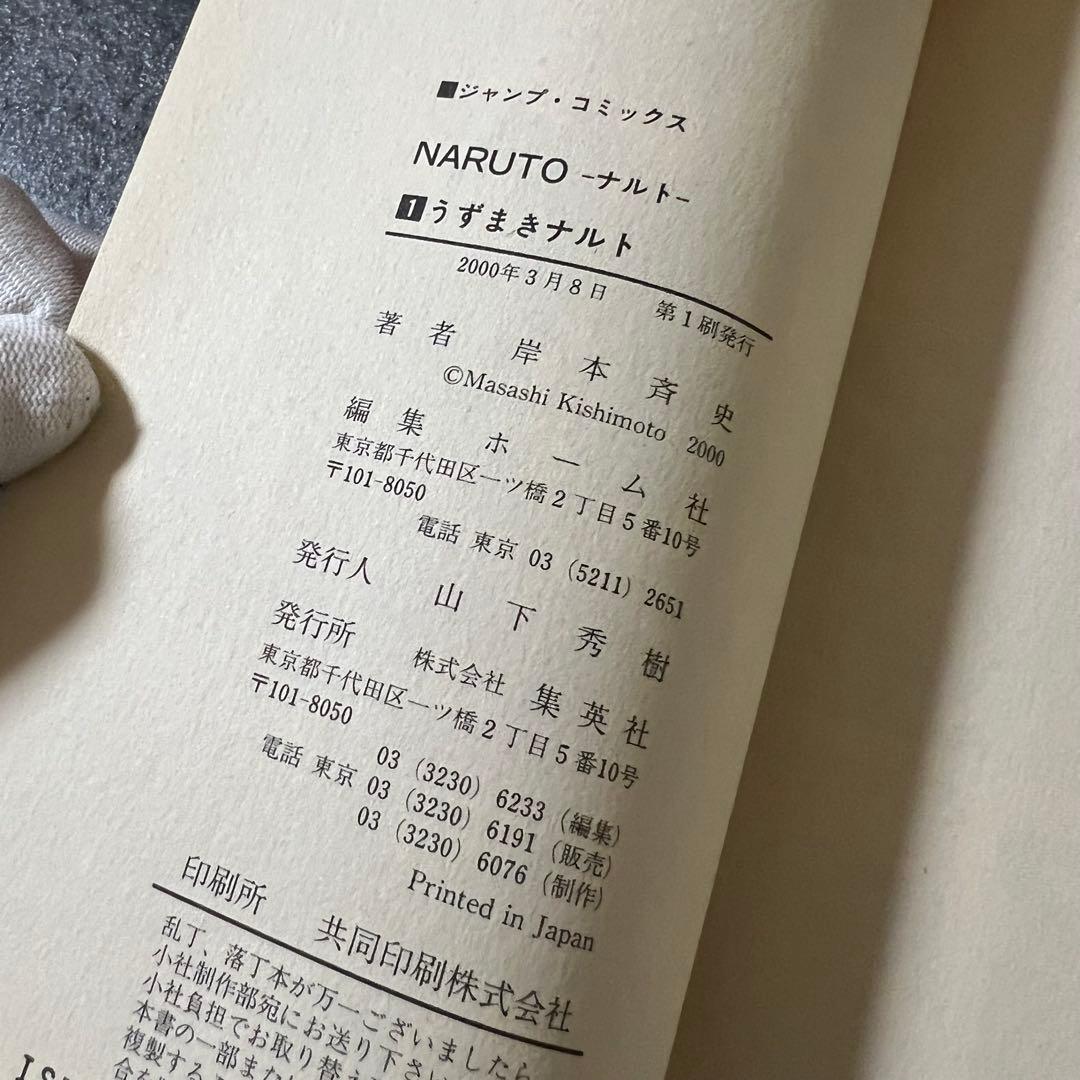 ■ジャンプ・コミックス
NARUTO -ナルト-
1 うずまきナルト
2000年3月8日 第1刷発行
著者 岸本斉史
©Masashi Kishimoto 2000
編集 ホーム社
東京都千代田区一ツ橋2丁目5番10号
〒101-8050
電話 東京 03 (5211) 2651
発行人 山下秀樹
発行所 株式会社 集英社
東京都千代田区一ツ橋2丁目5番10号
〒101-8050
03 (3230) 6233 (編集)
電話 東京 03 (3230) 6191 (販売)
03 (3230) 6076 (制作)
Printed in Japan
印刷所 共同印刷株式会社
乱丁、落丁本が万一ございましたら
小社制作部宛にお送り下さい
小社負担でお取り替え
本書の一部また
複製する